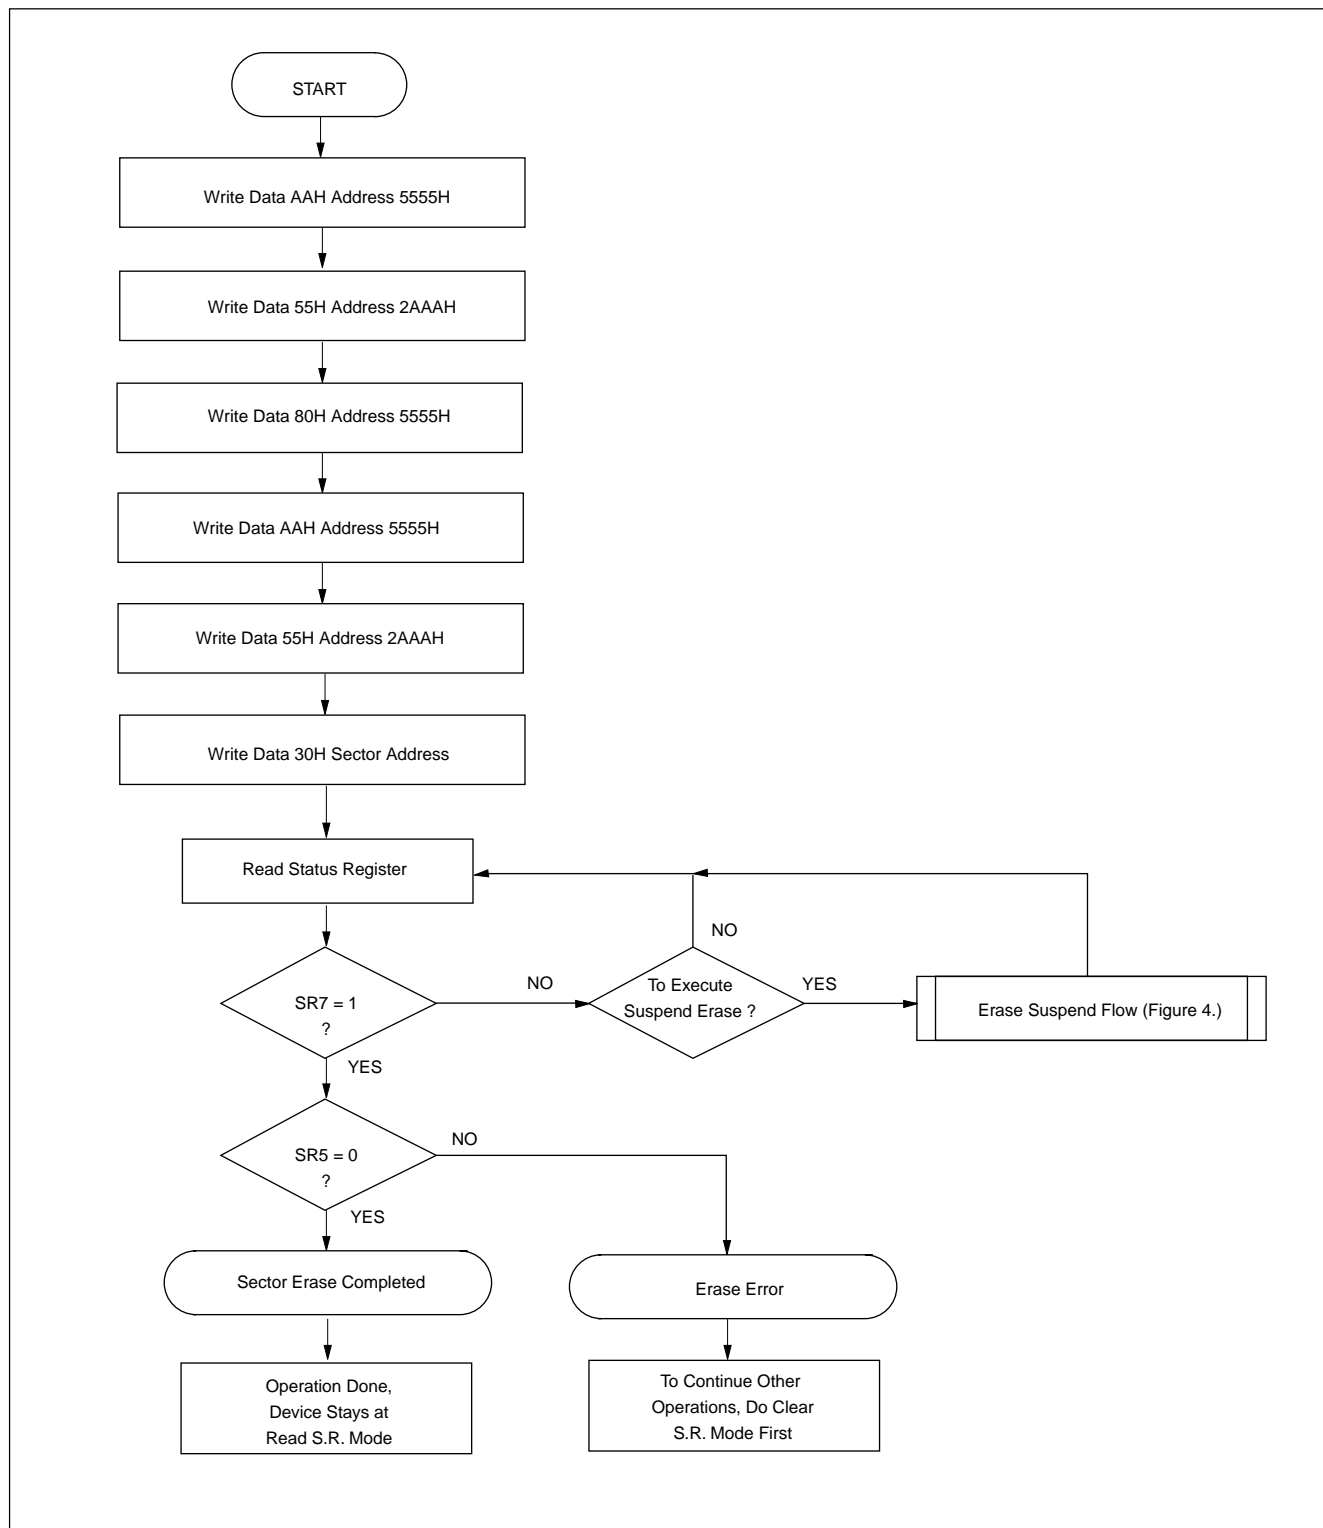 START
Write Data AAH Address 5555H
Write Data 55H Address 2AAAH
Write Data 80H Address 5555H
Write Data AAH Address 5555H
Write Data 55H Address 2AAAH
Write Data 30H Sector Address
Read Status Register
NO
SR7 = 1
?
NO
To Execute
Suspend Erase ?
YES
Erase Suspend Flow (Figure 4.)
YES
SR5 = 0
?
NO
YES
Sector Erase Completed
Erase Error
Operation Done,
Device Stays at
Read S.R. Mode
To Continue Other
Operations, Do Clear
S.R. Mode First